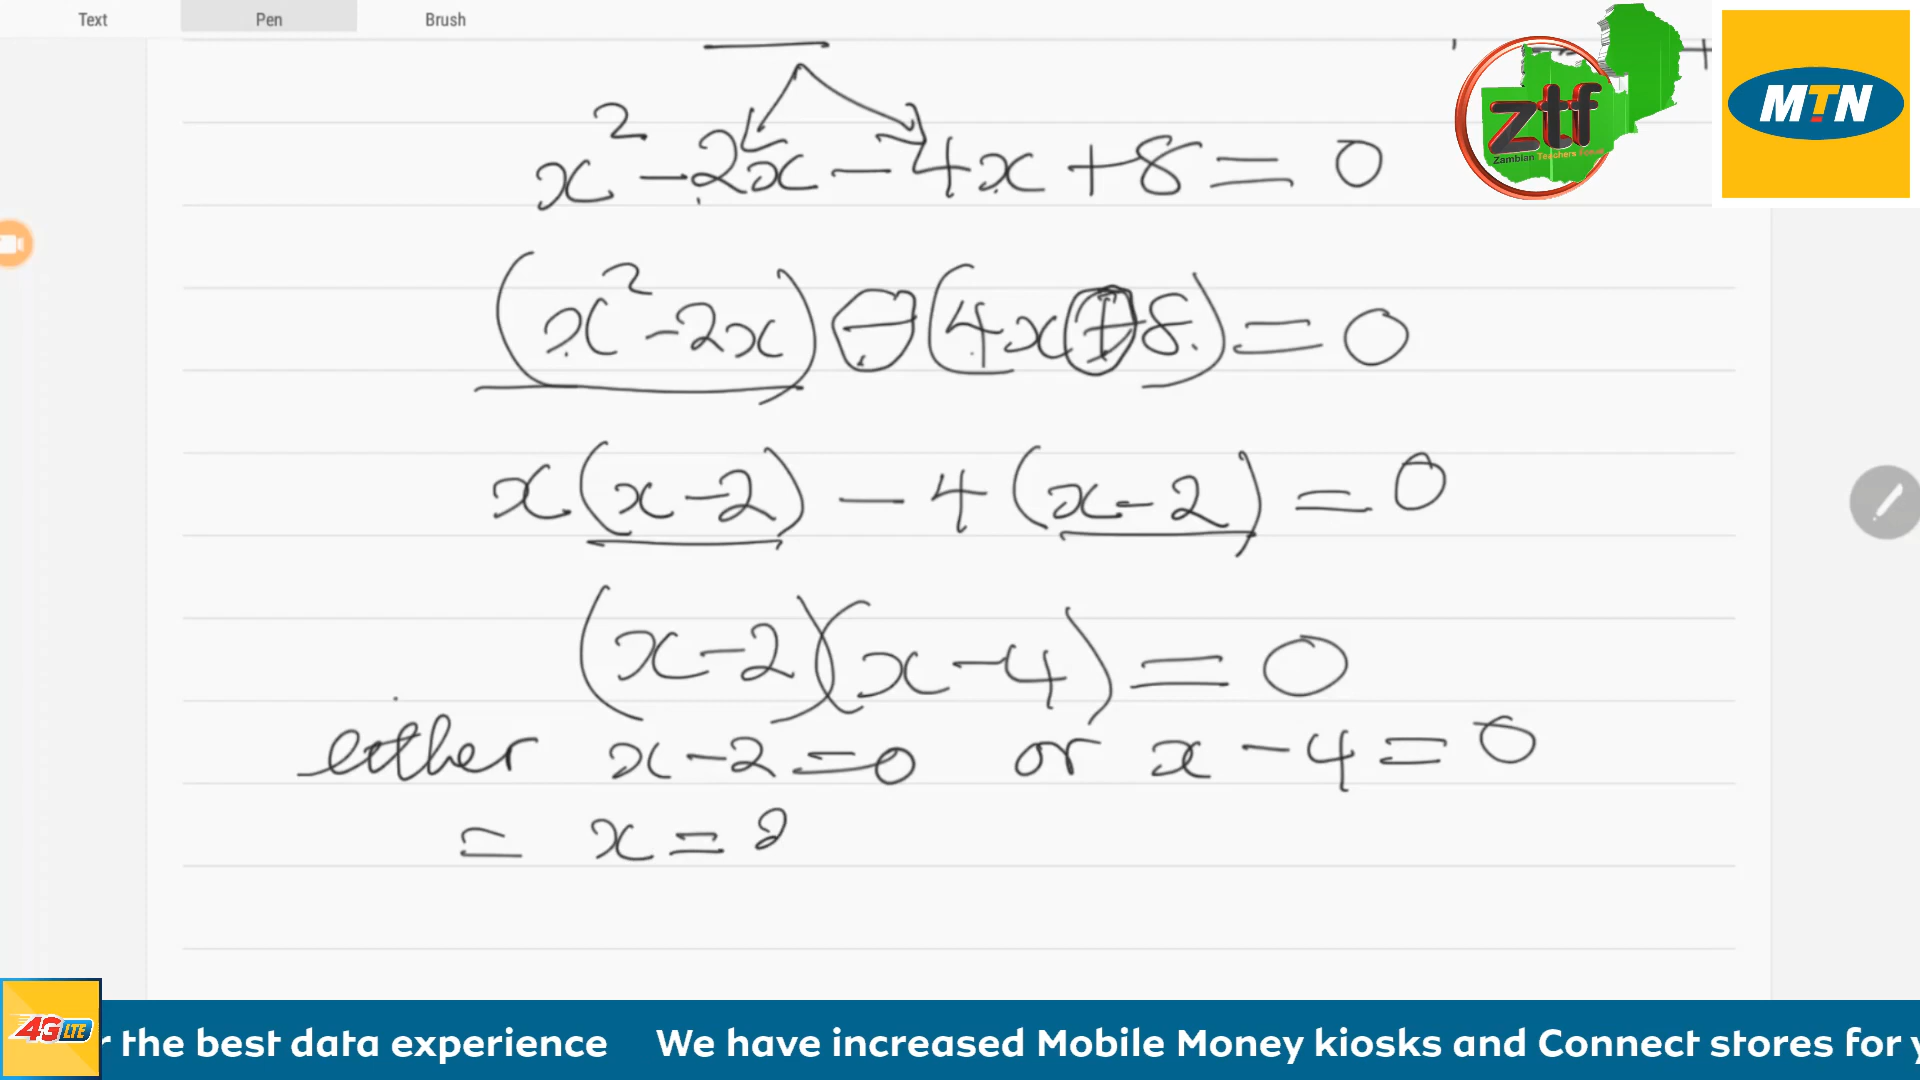 Text Pen Brush
x² - 2x - 4x + 8 = 0
(x² - 2x) - (4x + 8) = 0
x(x - 2) - 4(x - 2) = 0
(x - 2)(x - 4) = 0
either x - 2 = 0 or x - 4 = 0
= x = 2
ztf
Zambian Teachers
MTN
4G LTE
r the best data experience We have increased Mobile Money kiosks and Connect stores for y